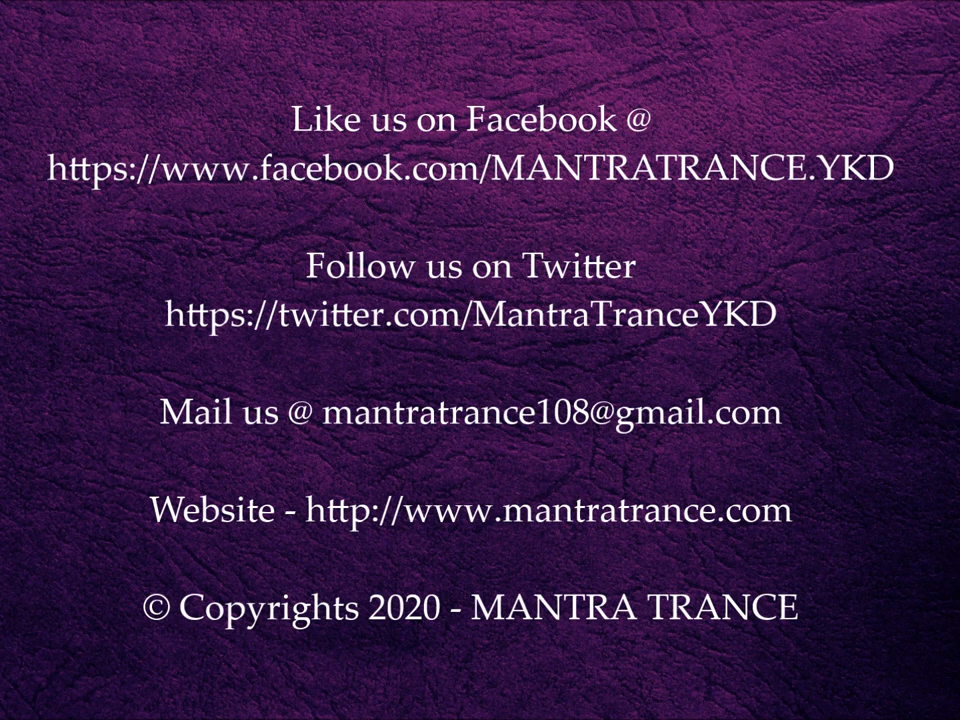 Like us on Facebook @
https://www.facebook.com/MANTRATRANCE.YKD
Follow us on Twitter
https://twitter.com/MantraTranceYKD
Mail us @ mantratrance108@gmail.com
Website - http://www.mantratrance.com
© Copyrights 2020 - MANTRA TRANCE